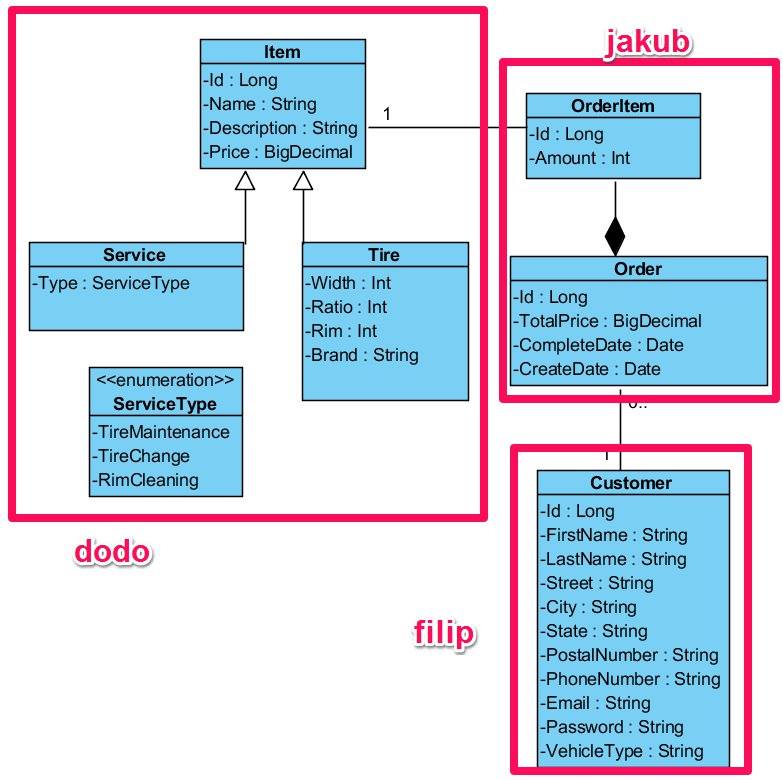 jakub
Item
-Id : Long
-Name : String
-Description : String
-Price : BigDecimal
1
OrderItem
-Id : Long
-Amount : Int
Service
-Type : ServiceType
Tire
-Width : Int
-Ratio : Int
-Rim : Int
-Brand : String
Order
-Id : Long
-TotalPrice : BigDecimal
-CompleteDate : Date
-CreateDate : Date
<<enumeration>>
ServiceType
-TireMaintenance
-TireChange
-RimCleaning
dodo
Customer
-Id : Long
-FirstName : String
-LastName : String
-Street : String
-City : String
-State : String
-PostalNumber : String
-PhoneNumber : String
-Email : String
-Password : String
-VehicleType : String
filip